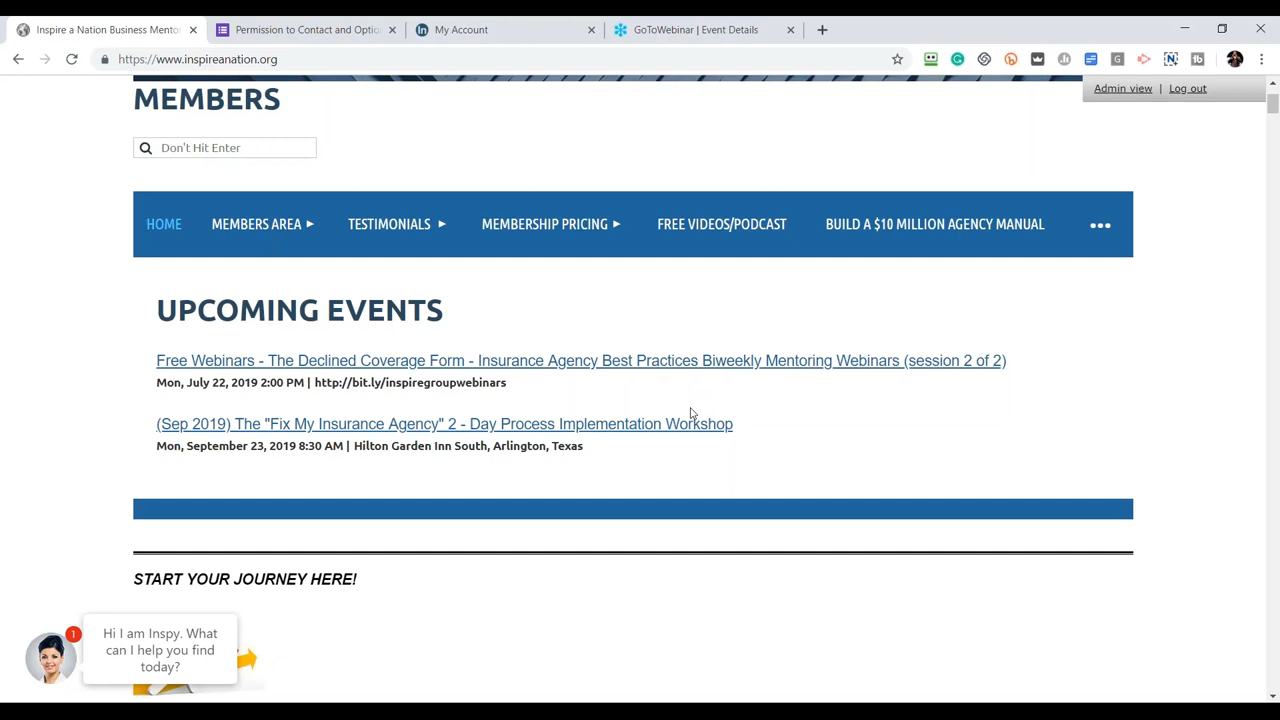 Inspire a Nation Business Mento
Permission to Contact and Optio
My Account
GoToWebinar | Event Details
https://www.inspireanation.org
MEMBERS
Admin view | Log out
Don't Hit Enter
HOME
MEMBERS AREA
TESTIMONIALS
MEMBERSHIP PRICING
FREE VIDEOS/PODCAST
BUILD A $10 MILLION AGENCY MANUAL
UPCOMING EVENTS
Free Webinars - The Declined Coverage Form - Insurance Agency Best Practices Biweekly Mentoring Webinars (session 2 of 2)
Mon, July 22, 2019 2:00 PM | http://bit.ly/inspiregroupwebinars
(Sep 2019) The "Fix My Insurance Agency" 2 - Day Process Implementation Workshop
Mon, September 23, 2019 8:30 AM | Hilton Garden Inn South, Arlington, Texas
START YOUR JOURNEY HERE!
1
Hi I am Inspy. What
can I help you find
today?